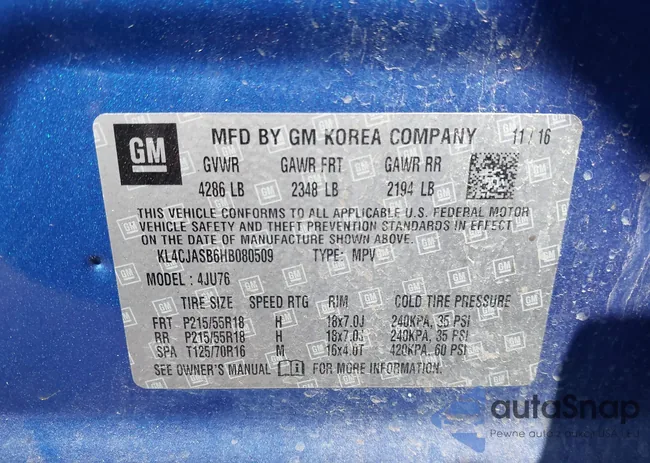 GM MFD BY GM KOREA COMPANY 11/16
GVWR GAWR FRT GAWR RR
4286 LB 2348 LB 2194 LB
THIS VEHICLE CONFORMS TO ALL APPLICABLE U.S. FEDERAL MOTOR
VEHICLE SAFETY AND THEFT PREVENTION STANDARDS IN EFFECT
ON THE DATE OF MANUFACTURE SHOWN ABOVE.
KL4CJASB6HB080509 TYPE: MPV
MODEL: 4JU76
TIRE SIZE SPEED RTG RIM COLD TIRE PRESSURE
FRT P215/55R18 H 18x7.0J 240KPA, 35 PSI
RR P215/55R18 H 18x7.0J 240KPA, 35 PSI
SPA T125/70R16 M 16x4.0T 420KPA, 60 PSI
SEE OWNER'S MANUAL FOR MORE INFORMATION.
autoSnap